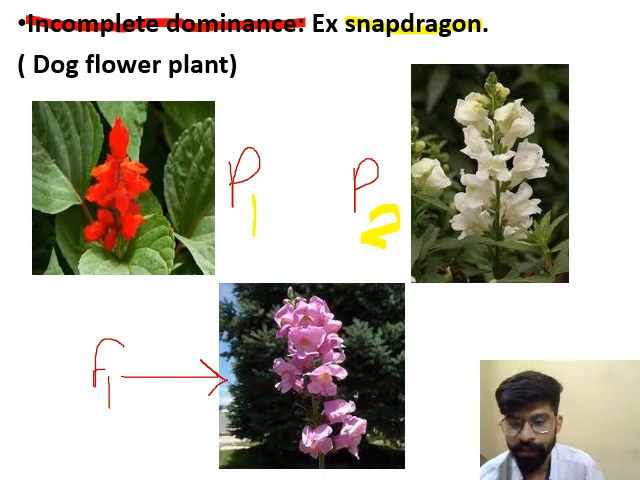 •Incomplete dominance: Ex snapdragon.
( Dog flower plant)
P1 P2
F1